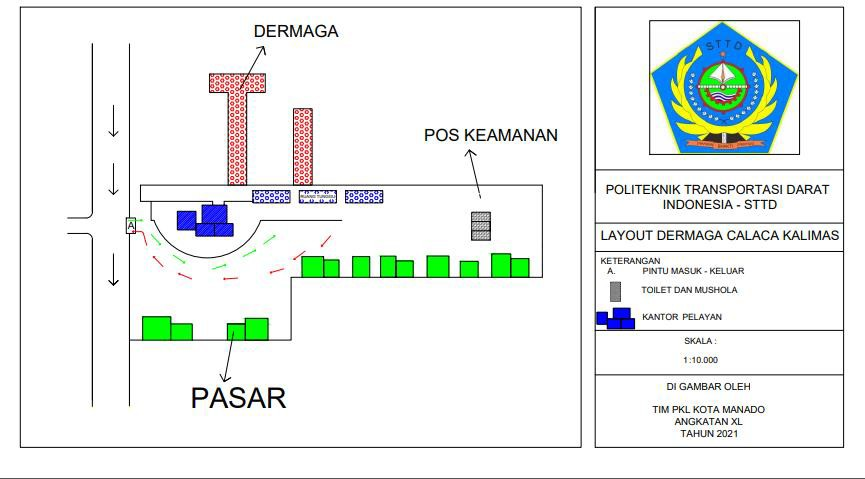 DERMAGA
POS KEAMANAN
RUANG TUNGGU
A
PASAR
STTD
POLITEKNIK TRANSPORTASI DARAT
INDONESIA - STTD
LAYOUT DERMAGA CALACA KALIMAS
KETERANGAN
A. PINTU MASUK - KELUAR
TOILET DAN MUSHOLA
KANTOR PELAYAN
SKALA :
1:10.000
DI GAMBAR OLEH
TIM PKL KOTA MANADO
ANGKATAN XL
TAHUN 2021